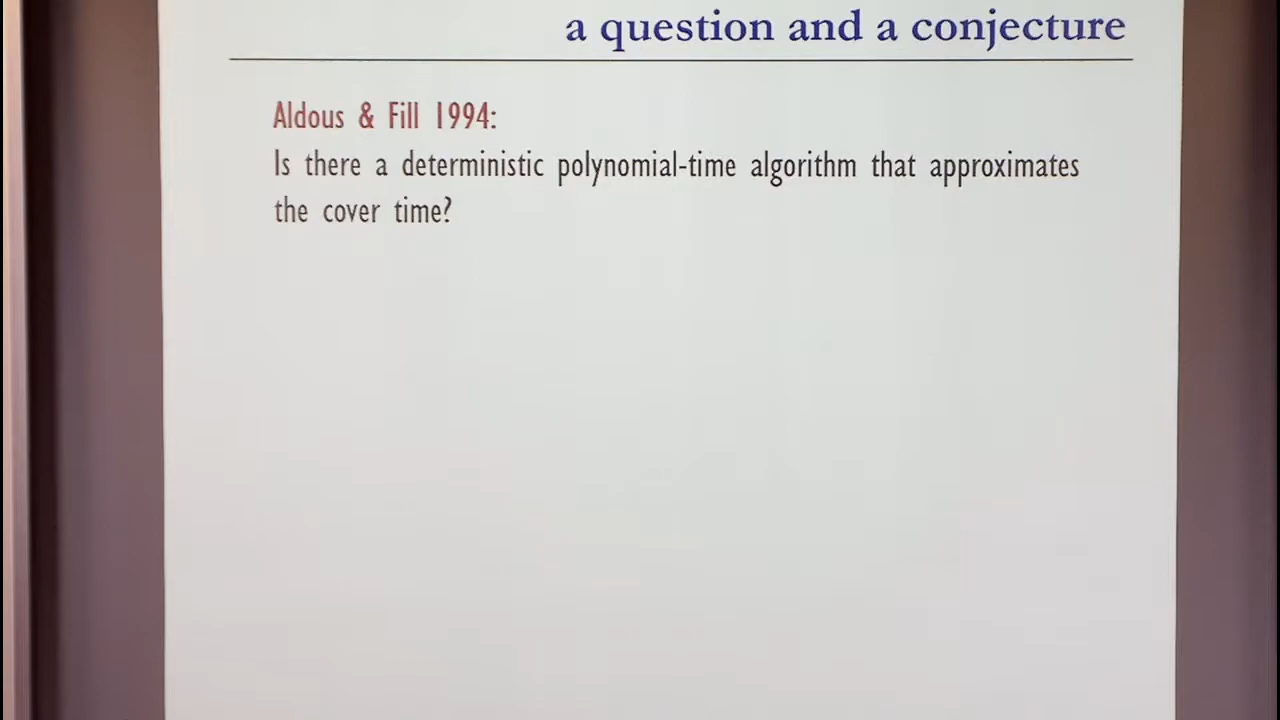 a question and a conjecture
Aldous & Fill 1994:
Is there a deterministic polynomial-time algorithm that approximates
the cover time?